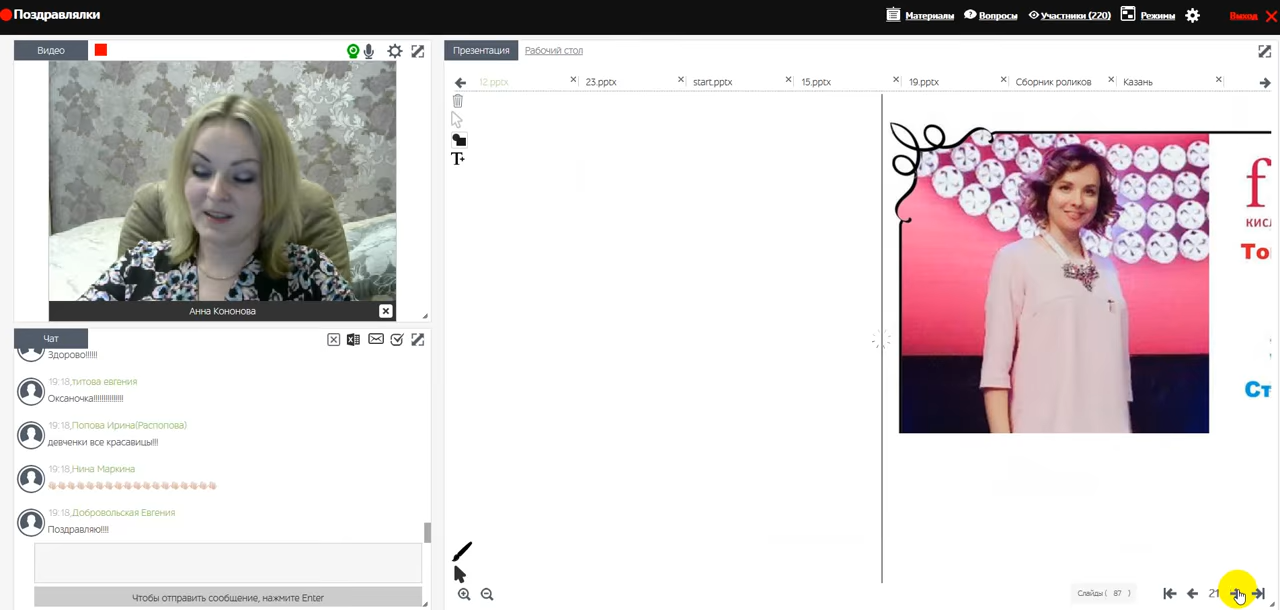 Поздравлялки
Материалы
Вопросы
Участники (220)
Режимы
Выход
Видео
Анна Кононова
Чат
Здорово!!!!!!
19:18,титова евгения
Оксаночка!!!!!!!!!!!!!!!!
19:18,Попова Ирина(Распопова)
девченки все красавицы!!!
19:18,Нина Маркина
19:18,Добровольская Евгения
Поздравляю!!!!
Чтобы отправить сообщение, нажмите Enter
Презентация
Рабочий стол
12.pptx
23.pptx
start.pptx
15.pptx
19.pptx
Сборник роликов
Казань
f
Ст
Слайды ( 87 )
21